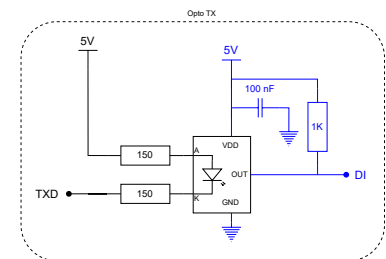 Opto TX
5V
5V
100 nF
1K
150
A
VDD
OUT
DI
TXD
150
K
GND